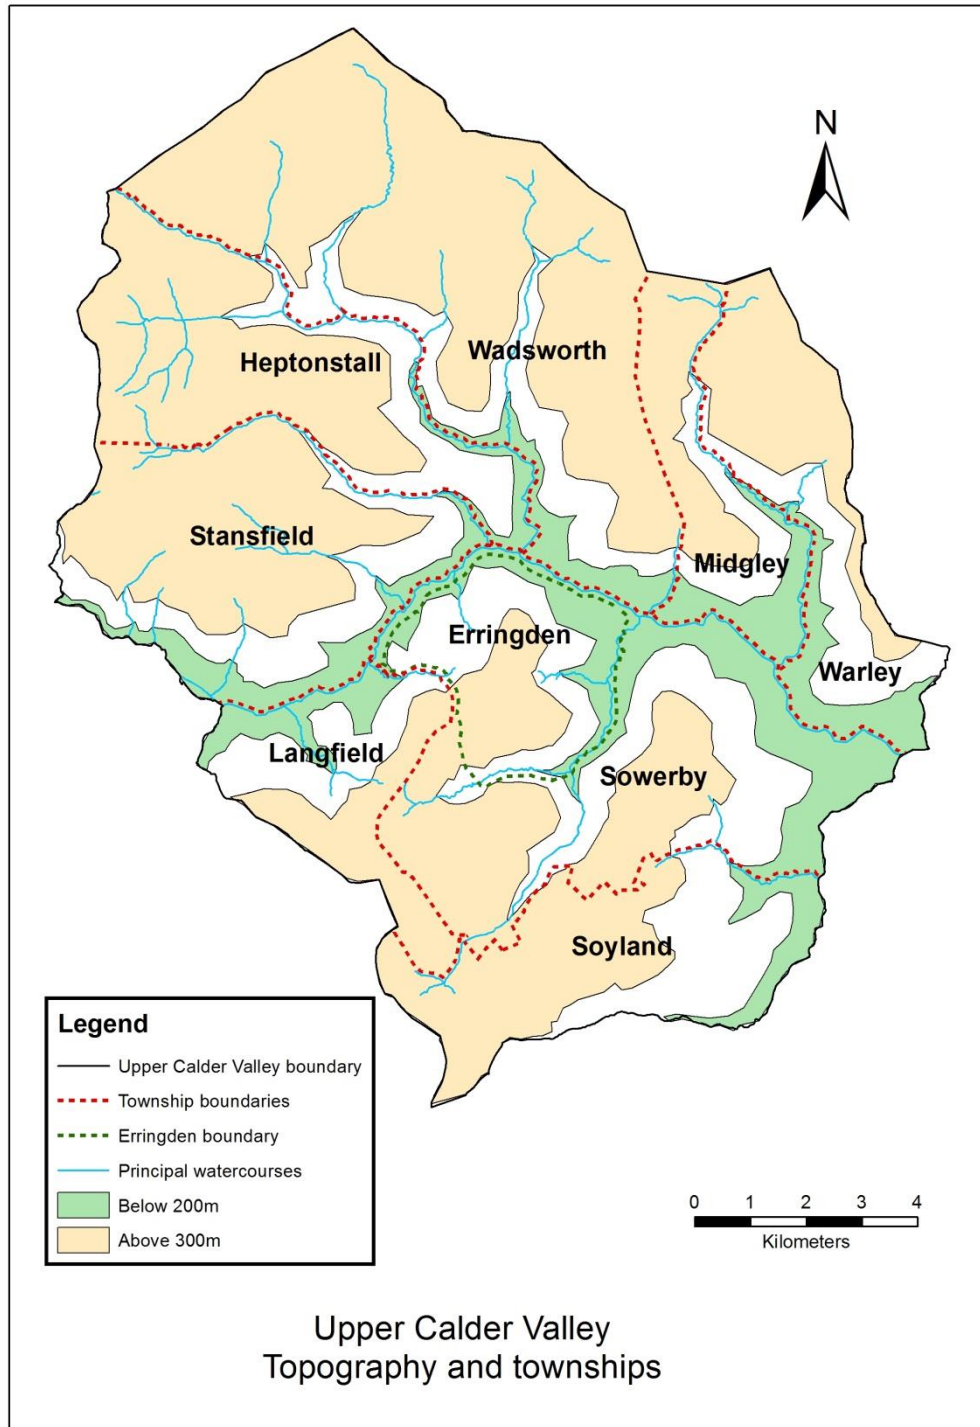 N
Heptonstall
Wadsworth
Stansfield
Midgley
Erringden
Warley
Langfield
Sowerby
Soyland
Legend
Upper Calder Valley boundary
Township boundaries
Erringden boundary
Principal watercourses
Below 200m
Above 300m
0 1 2 3 4
Kilometers
Upper Calder Valley
Topography and townships